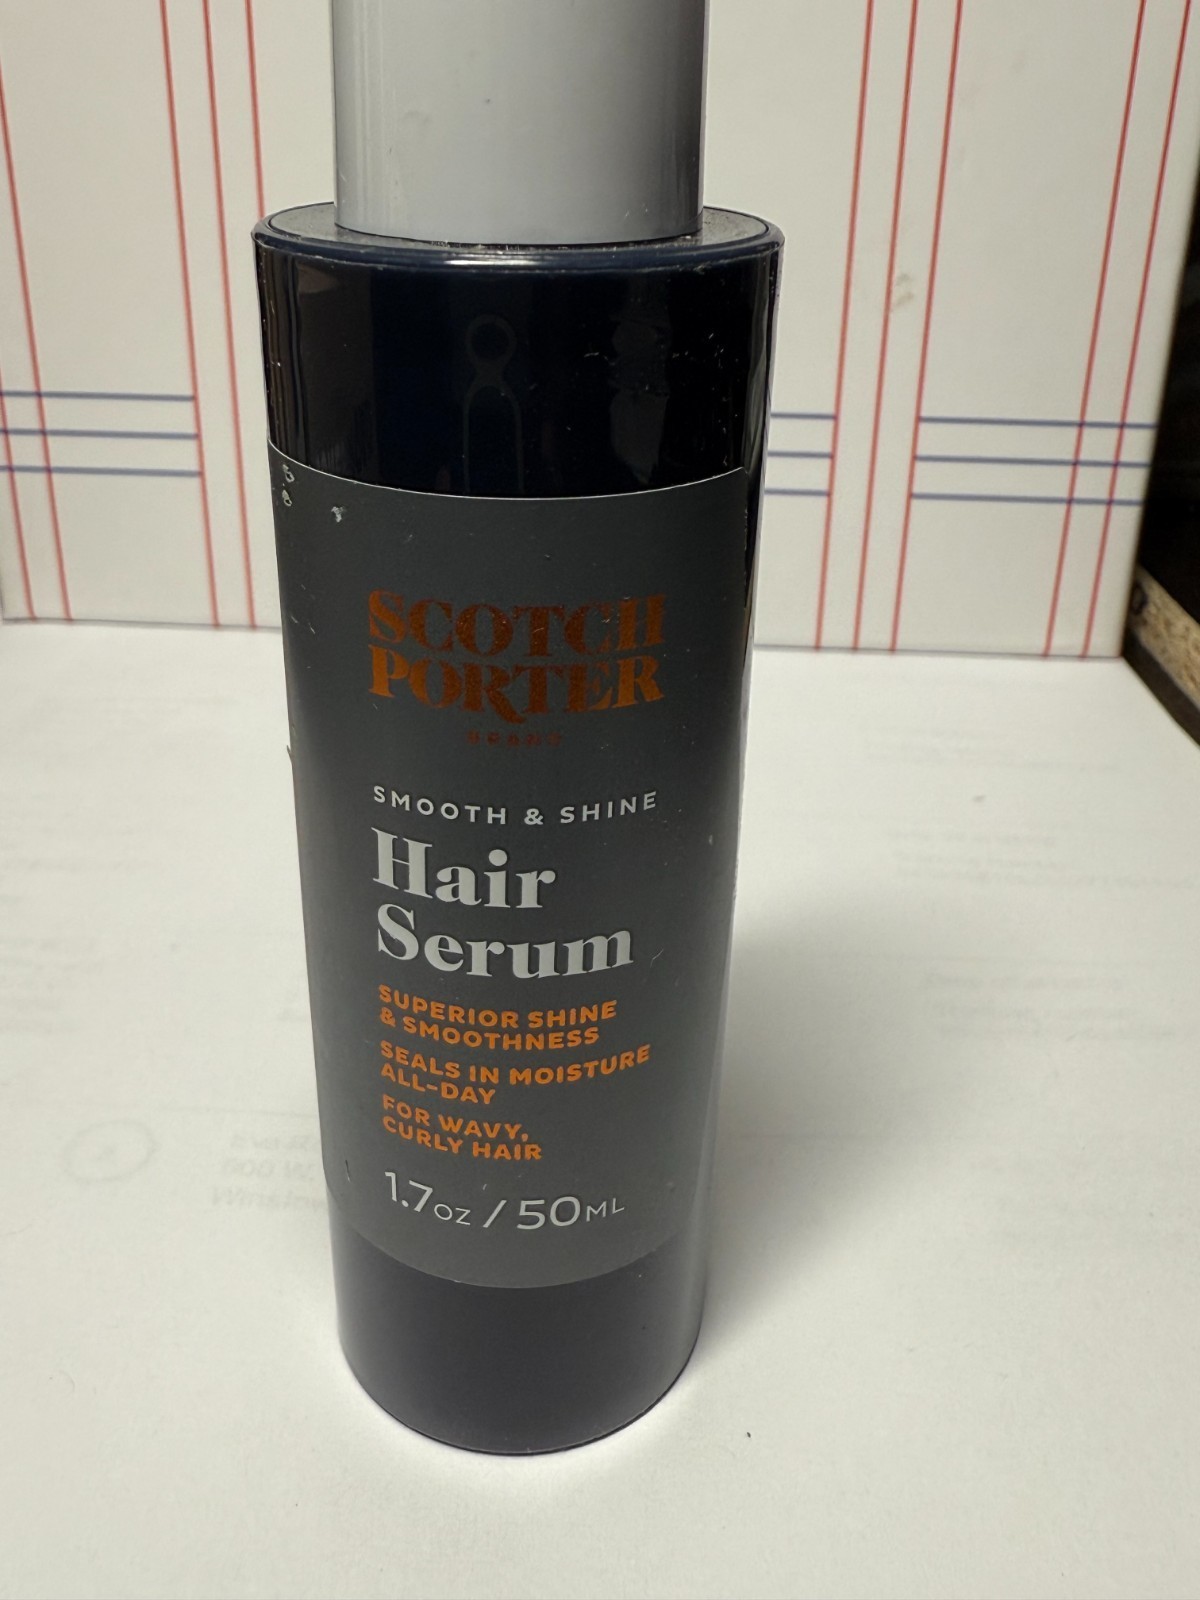 SCOTCH
PORTER
BRAND
SMOOTH & SHINE
Hair
Serum
SUPERIOR SHINE
& SMOOTHNESS
SEALS IN MOISTURE
ALL-DAY
FOR WAVY,
CURLY HAIR
1.7OZ / 50ML